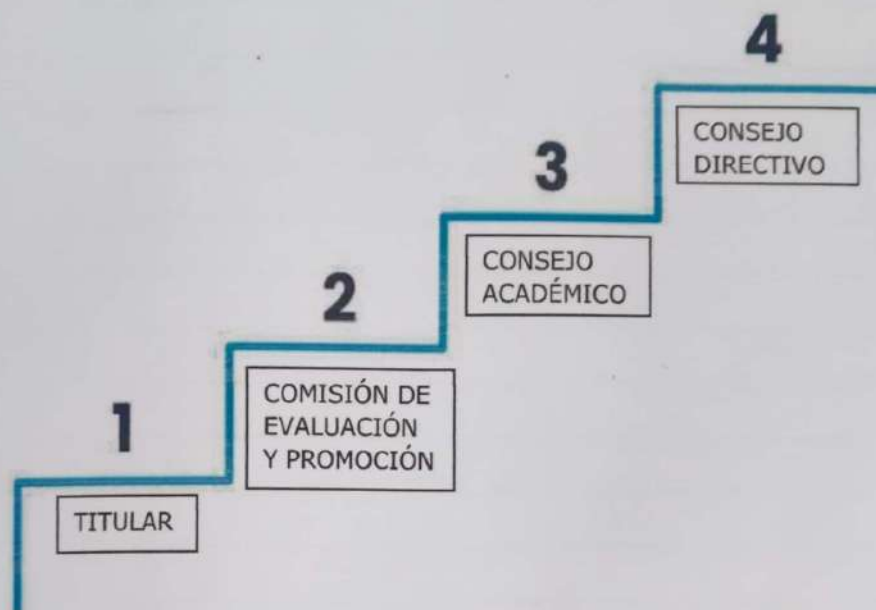 4
CONSEJO
DIRECTIVO
3
CONSEJO
ACADÉMICO
2
COMISIÓN DE
EVALUACIÓN
Y PROMOCIÓN
1
TITULAR